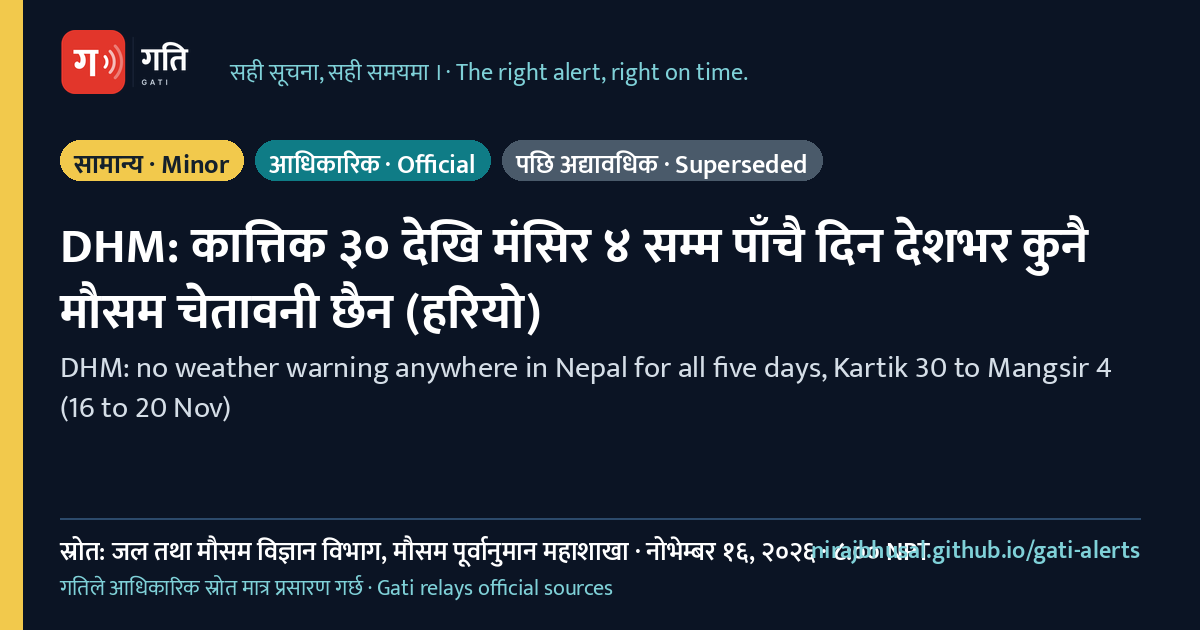 ग
गति
GATI
सही सूचना, सही समयमा । · The right alert, right on time.
सामान्य · Minor
आधिकारिक · Official
पछि अद्यावधिक · Superseded
DHM: कात्तिक ३० देखि मंसिर ४ सम्म पाँचै दिन देशभर कुनै
मौसम चेतावनी छैन (हरियो)
DHM: no weather warning anywhere in Nepal for all five days, Kartik 30 to Mangsir 4
(16 to 20 Nov)
स्रोत: जल तथा मौसम विज्ञान विभाग, मौसम पूर्वानुमान महाशाखा · नोभेम्बर १६, २०२६ · NPT
github.io/gati-alerts
गतिले आधिकारिक स्रोत मात्र प्रसारण गर्छ · Gati relays official sources